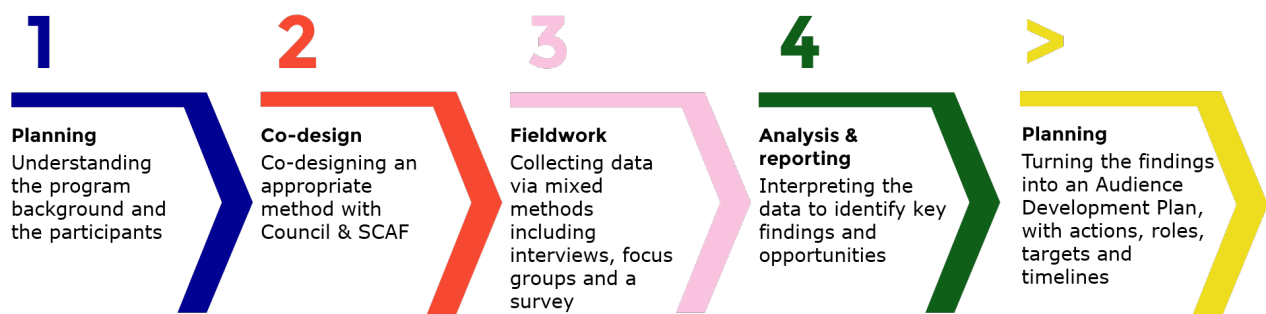 1
Planning
Understanding
the program
background and
the participants
2
Co-design
Co-designing an
appropriate
method with
Council & SCAF
3
Fieldwork
Collecting data
via mixed
methods
including
interviews, focus
groups and a
survey
4
Analysis &
reporting
Interpreting the
data to identify key
findings and
opportunities
>
Planning
Turning the findings
into an Audience
Development Plan,
with actions, roles,
targets and
timelines